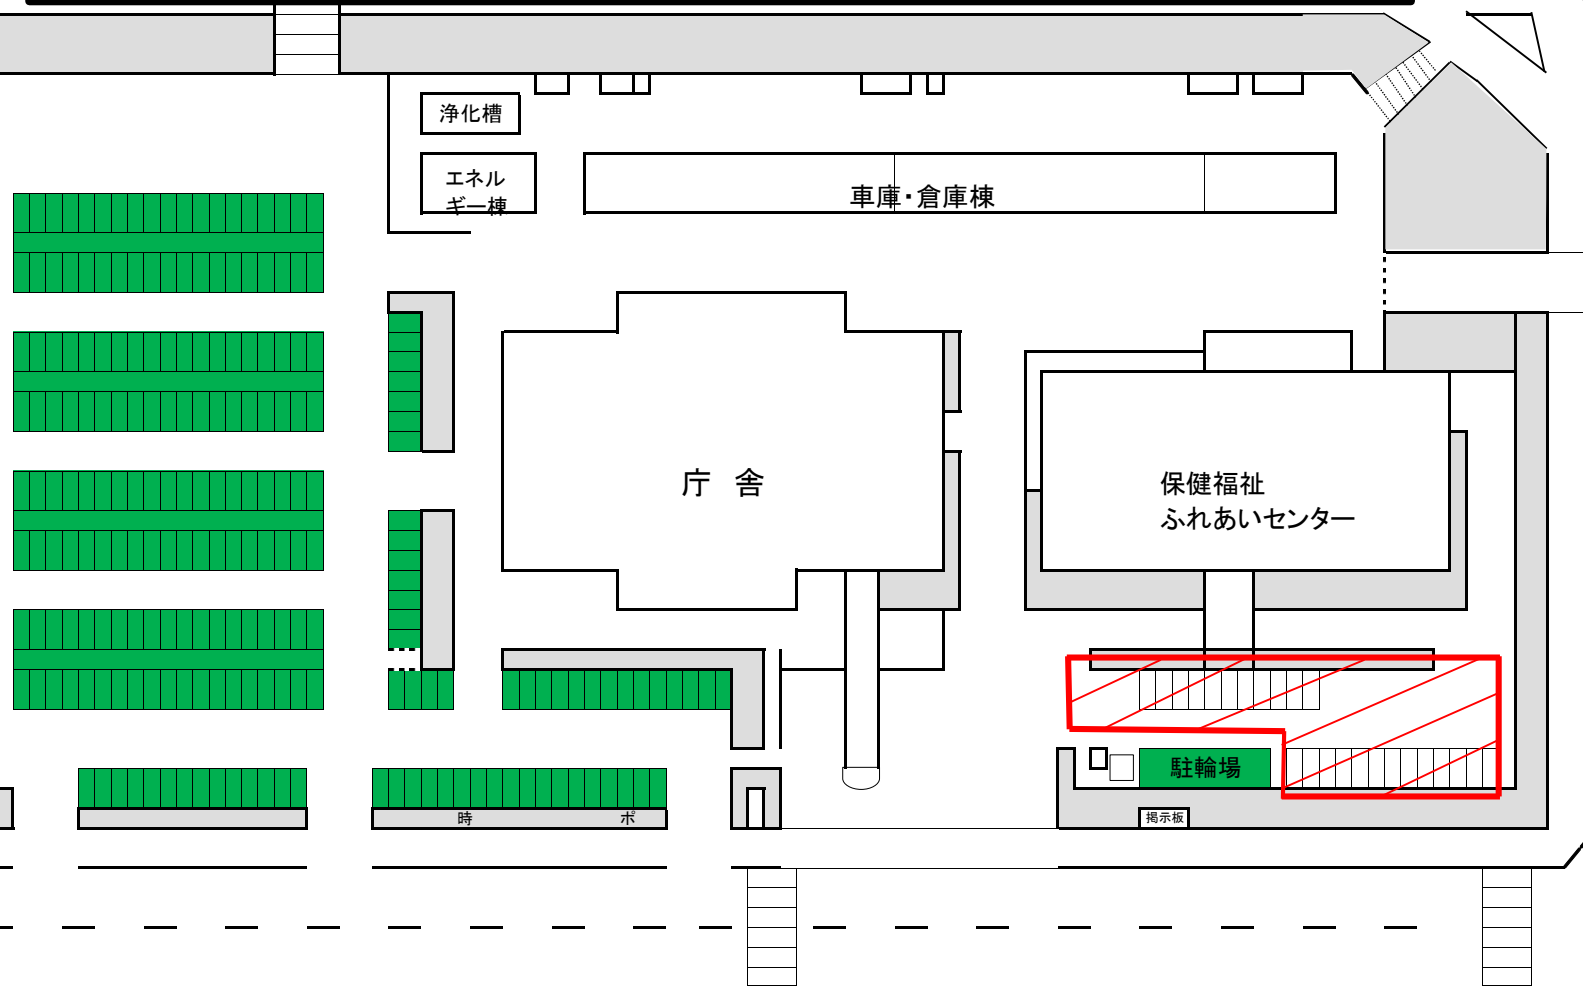 浄化槽
エネル
ギー棟
車庫・倉庫棟
庁 舎
保健福祉
ふれあいセンター
駐輪場
掲示板
時
ポ